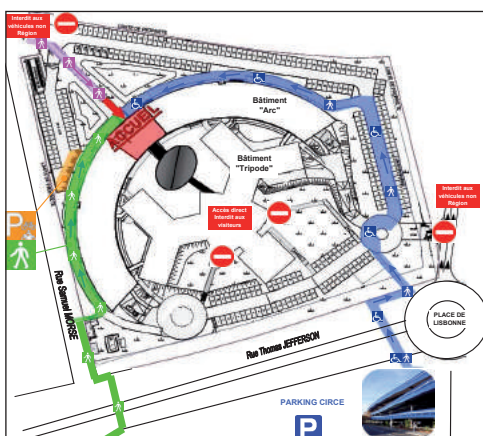 Interdit aux
véhicules non
Région
ACCUEIL
Bâtiment
"Arc"
Bâtiment
"Tripode"
Accès direct
Interdit aux
visiteurs
Interdit aux
véhicules non
Région
P
Rue Samuel MORSE
Rue Thomas JEFFERSON
PLACE DE
LISBONNE
PARKING CIRCE
P